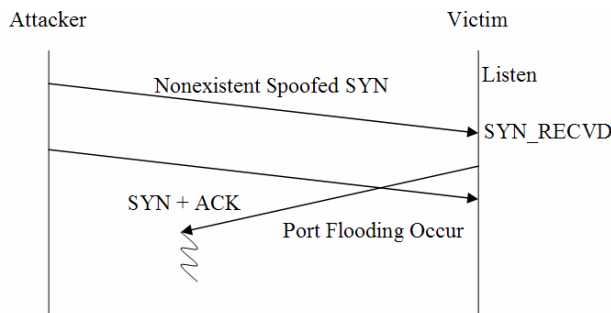 Attacker
Victim
Nonexistent Spoofed SYN
Listen
SYN_RECVD
SYN + ACK
Port Flooding Occur